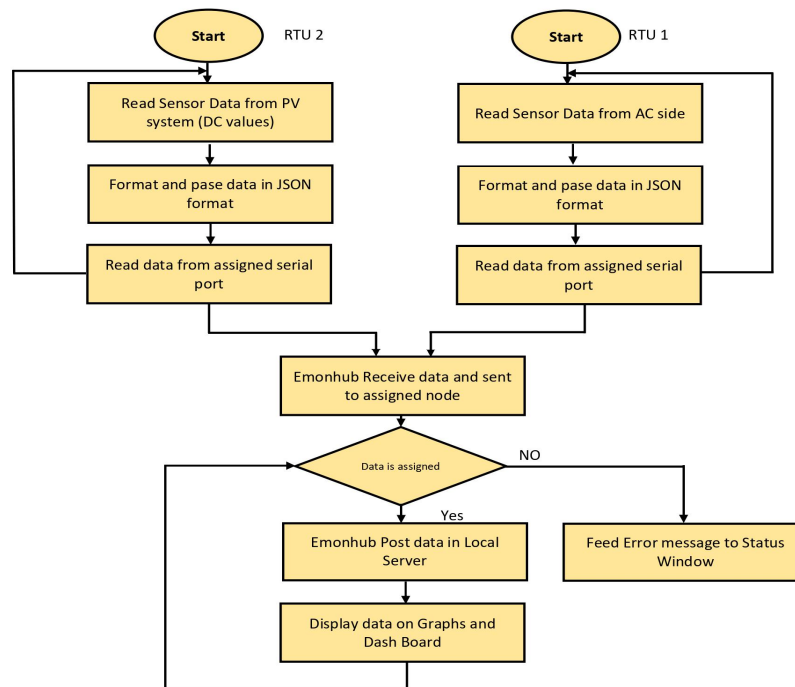 Start
RTU 2
Start
RTU 1
Read Sensor Data from PV
system (DC values)
Read Sensor Data from AC side
Format and pase data in JSON
format
Format and pase data in JSON
format
Read data from assigned serial
port
Read data from assigned serial
port
Emonhub Receive data and sent
to assigned node
Data is assigned
NO
Yes
Emonhub Post data in Local
Server
Feed Error message to Status
Window
Display data on Graphs and
Dash Board